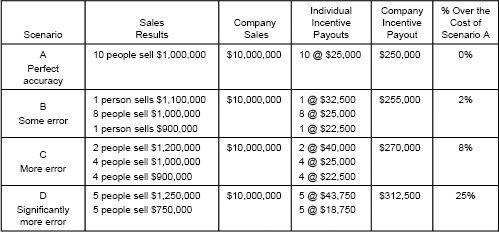 Scenario
Sales
Results
Company
Sales
Individual
Incentive
Payouts
Company
Incentive
Payout
% Over the
Cost of
Scenario A
A
Perfect
accuracy
10 people sell $1,000,000
$10,000,000
10 @ $25,000
$250,000
0%
B
Some error
1 person sells $1,100,000
8 people sell $1,000,000
1 person sells $900,000
$10,000,000
1 @ $32,500
8 @ $25,000
1 @ $22,500
$255,000
2%
C
More error
2 people sell $1,200,000
4 people sell $1,000,000
4 people sell $900,000
$10,000,000
2 @ $40,000
4 @ $25,000
4 @ $22,500
$270,000
8%
D
Significantly
more error
5 people sell $1,250,000
5 people sell $750,000
$10,000,000
5 @ $43,750
5 @ $18,750
$312,500
25%